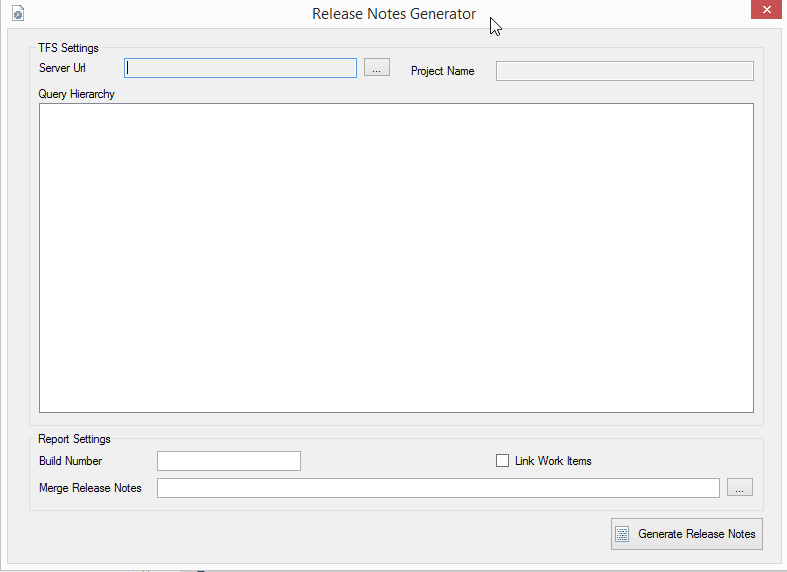 Release Notes Generator
TFS Settings
Server Url
...
Project Name
Query Hierarchy
Report Settings
Build Number
Link Work Items
Merge Release Notes
...
Generate Release Notes